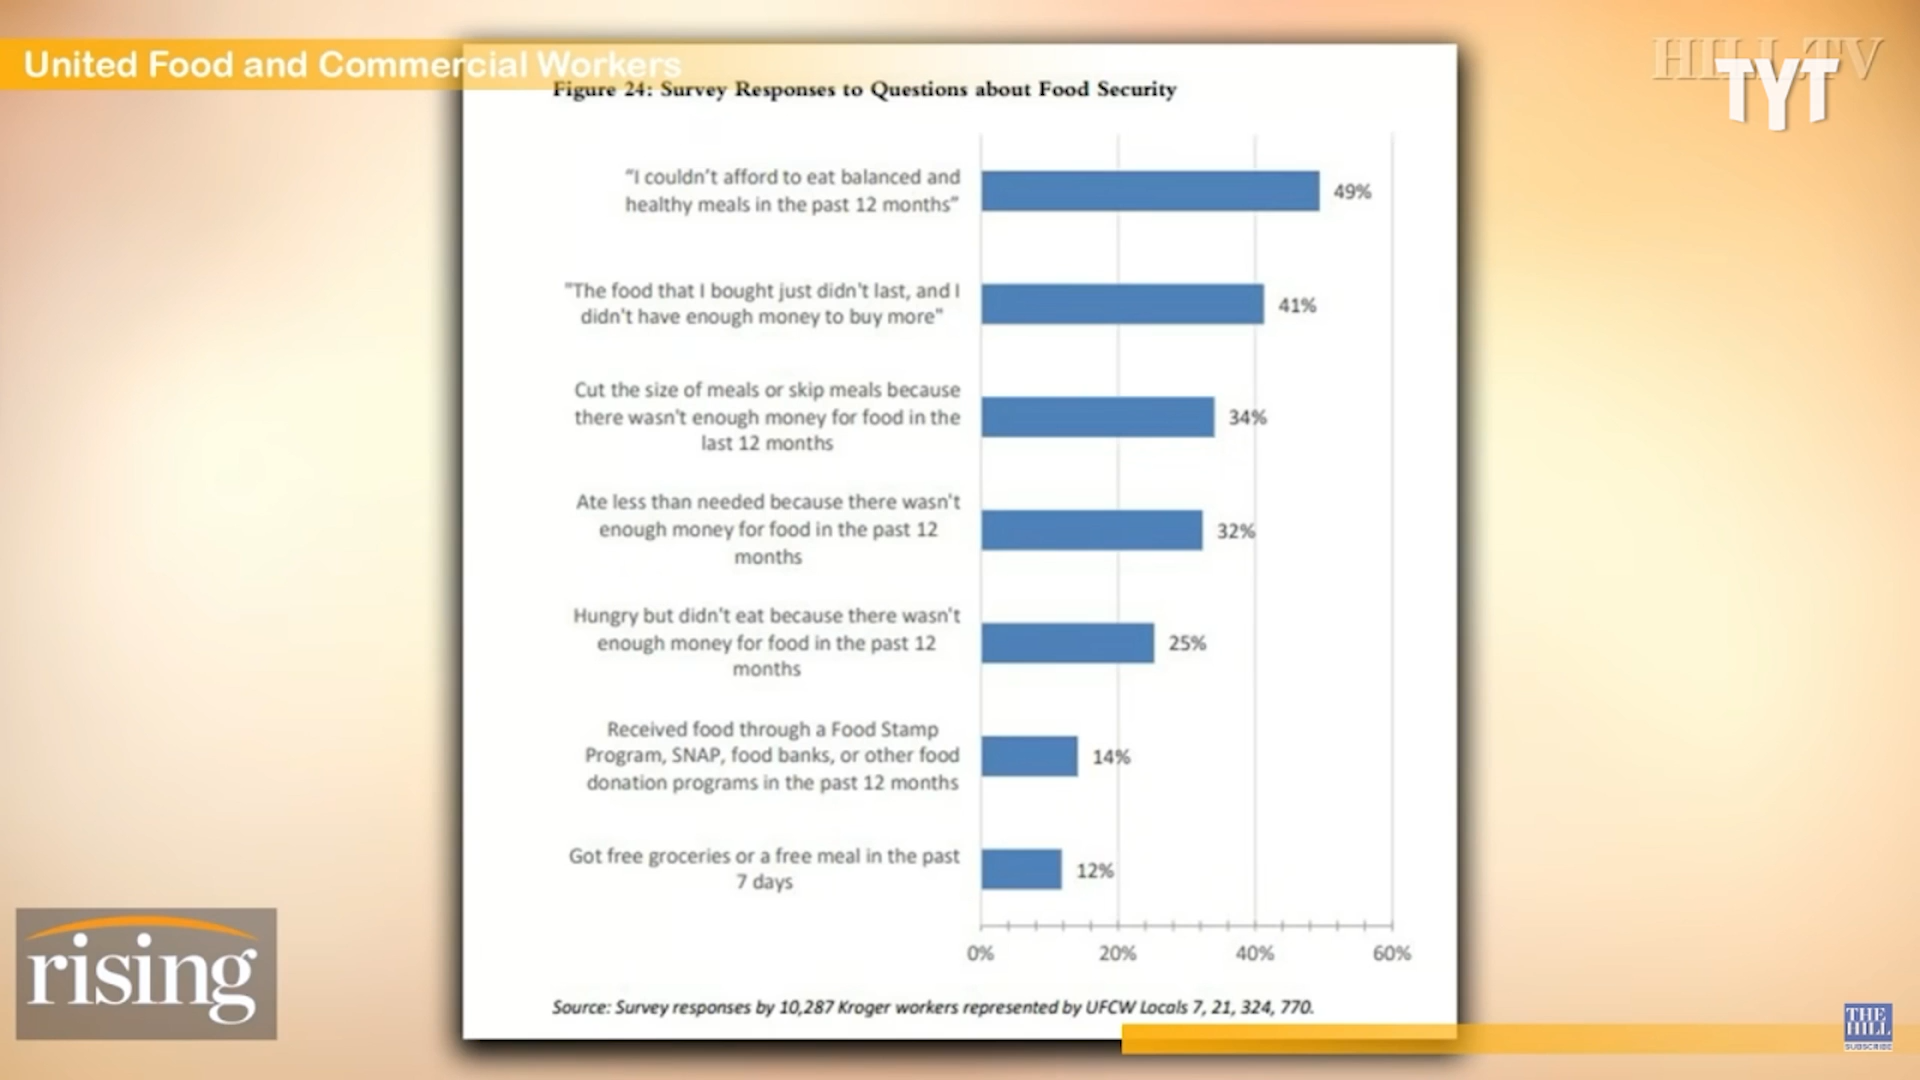 United Food and Commercial Workers
HILL.TV
TYT
Figure 24: Survey Responses to Questions about Food Security
"I couldn't afford to eat balanced and
healthy meals in the past 12 months"
49%
"The food that I bought just didn't last, and I
didn't have enough money to buy more"
41%
Cut the size of meals or skip meals because
there wasn't enough money for food in the
last 12 months
34%
Ate less than needed because there wasn't
enough money for food in the past 12
months
32%
Hungry but didn't eat because there wasn't
enough money for food in the past 12
months
25%
Received food through a Food Stamp
Program, SNAP, food banks, or other food
donation programs in the past 12 months
14%
Got free groceries or a free meal in the past
7 days
12%
0% 20% 40% 60%
Source: Survey responses by 10,287 Kroger workers represented by UFCW Locals 7, 21, 324, 770.
rising
THE
HILL
SUBSCRIBE